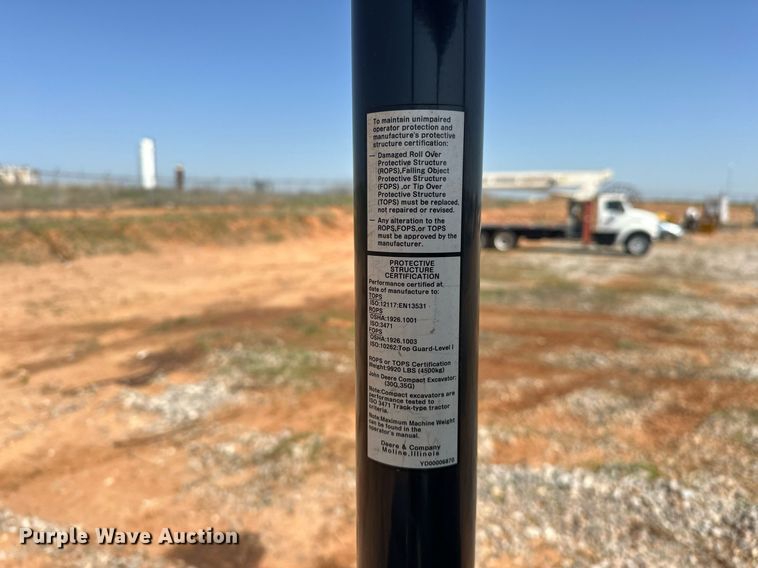 To maintain unimpaired
operator protection and
manufacture's protective
structure certification:
— Damaged Roll Over
Protective Structure
(ROPS),Falling Object
Protective Structure
(FOPS) ,or Tip Over
Protective Structure
(TOPS) must be replaced,
not repaired or revised.
— Any alteration to the
ROPS,FOPS,or TOPS
must be approved by the
manufacturer.
PROTECTIVE
STRUCTURE
CERTIFICATION
Performance certified at
date of manufacture to:
TOPS
ISO:12117:EN13531
ROPS
OSHA:1926.1001
ISO:3471
FOPS
OSHA:1926.1003
ISO:10262:Top Guard-Level I
ROPS or TOPS Certification
Weight:9920 LBS (4500kg)
John Deere Compact Excavator:
(30G,35G)
Note:Compact excavators are
performance tested to
ISO 3471 Track-type tractor
criteria.
Note:Maximum Machine Weight
can be found in the
operator's manual.
Deere & Company
Moline,Illinois
YD00006870
Purple Wave Auction